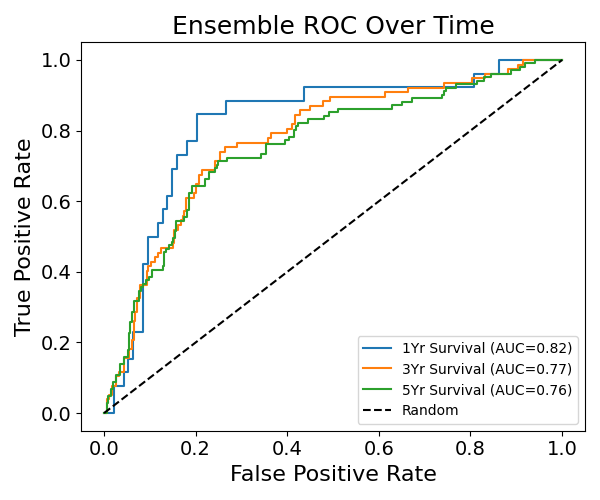 Ensemble ROC Over Time
True Positive Rate
1.0
0.8
0.6
0.4
0.2
0.0
0.0 0.2 0.4 0.6 0.8 1.0
False Positive Rate
1Yr Survival (AUC=0.82)
3Yr Survival (AUC=0.77)
5Yr Survival (AUC=0.76)
Random